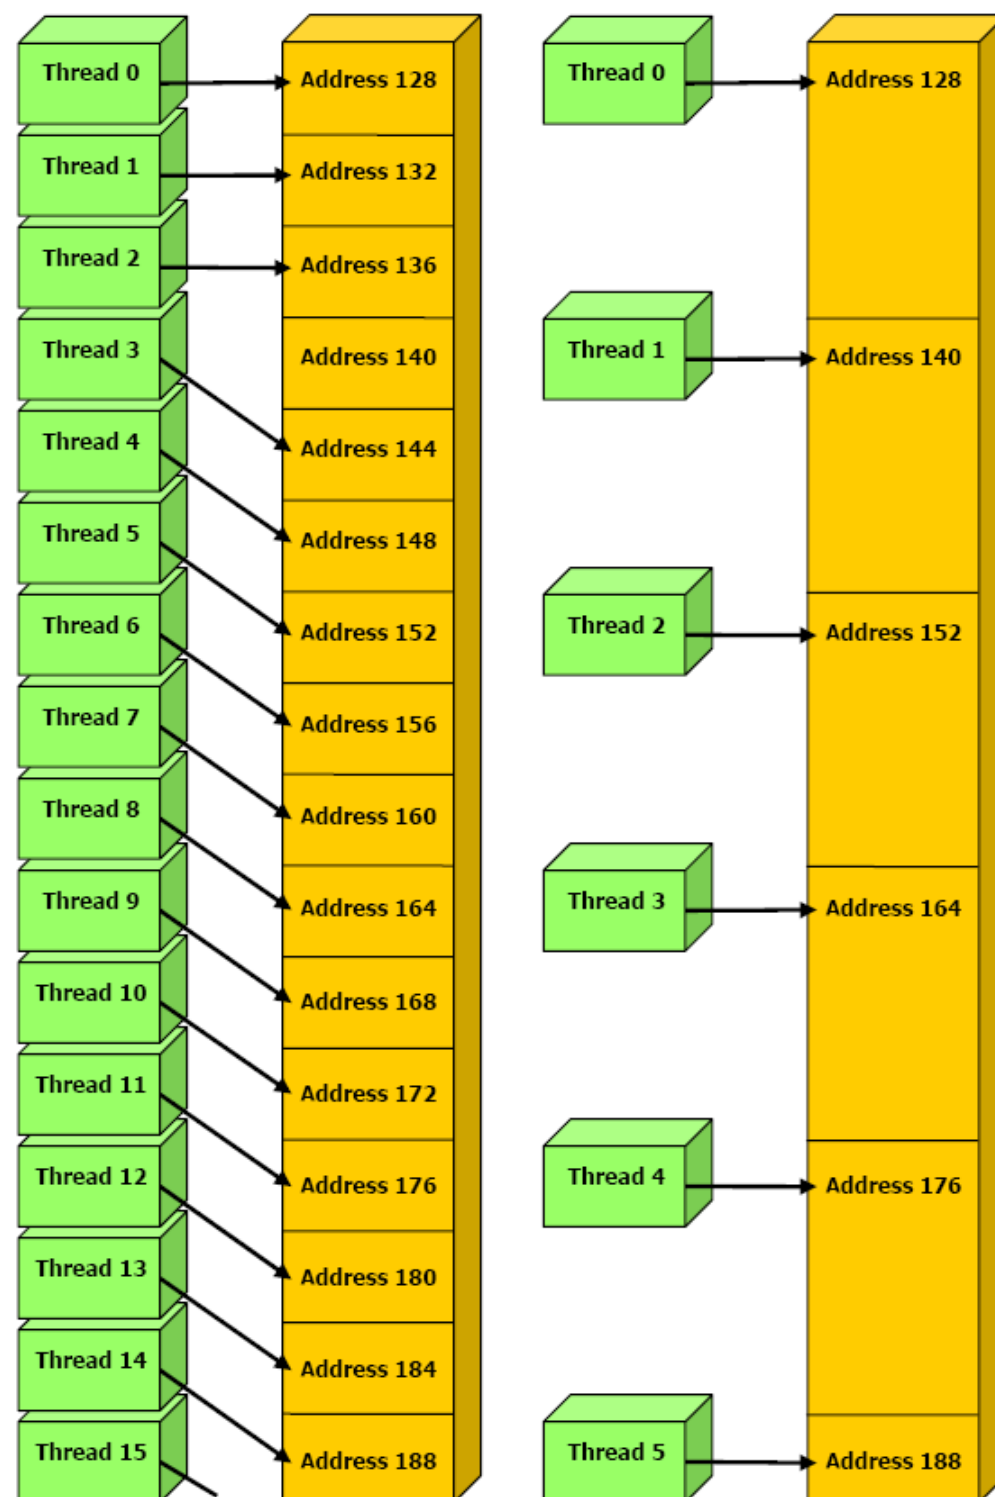 Thread 0
Address 128
Thread 1
Address 132
Thread 2
Address 136
Thread 3
Address 140
Thread 4
Address 144
Thread 5
Address 148
Thread 6
Address 152
Thread 7
Address 156
Thread 8
Address 160
Thread 9
Address 164
Thread 10
Address 168
Thread 11
Address 172
Thread 12
Address 176
Thread 13
Address 180
Thread 14
Address 184
Thread 15
Address 188
Thread 0
Address 128
Thread 1
Address 140
Thread 2
Address 152
Thread 3
Address 164
Thread 4
Address 176
Thread 5
Address 188